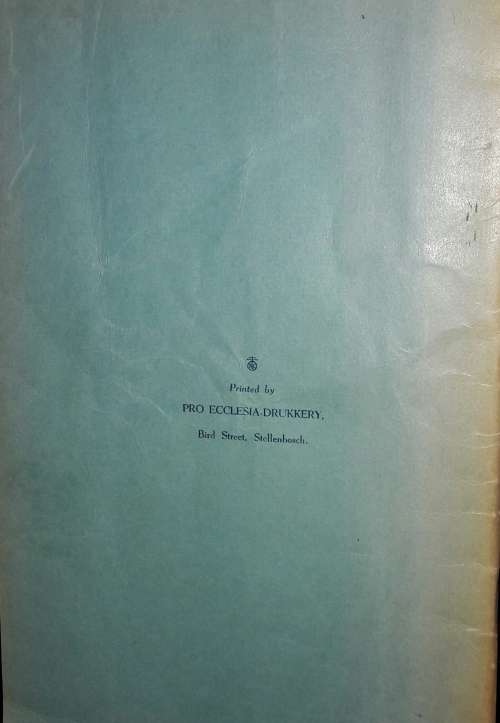 Printed by
PRO ECCLESIA-DRUKKERY,
Bird Street, Stellenbosch.